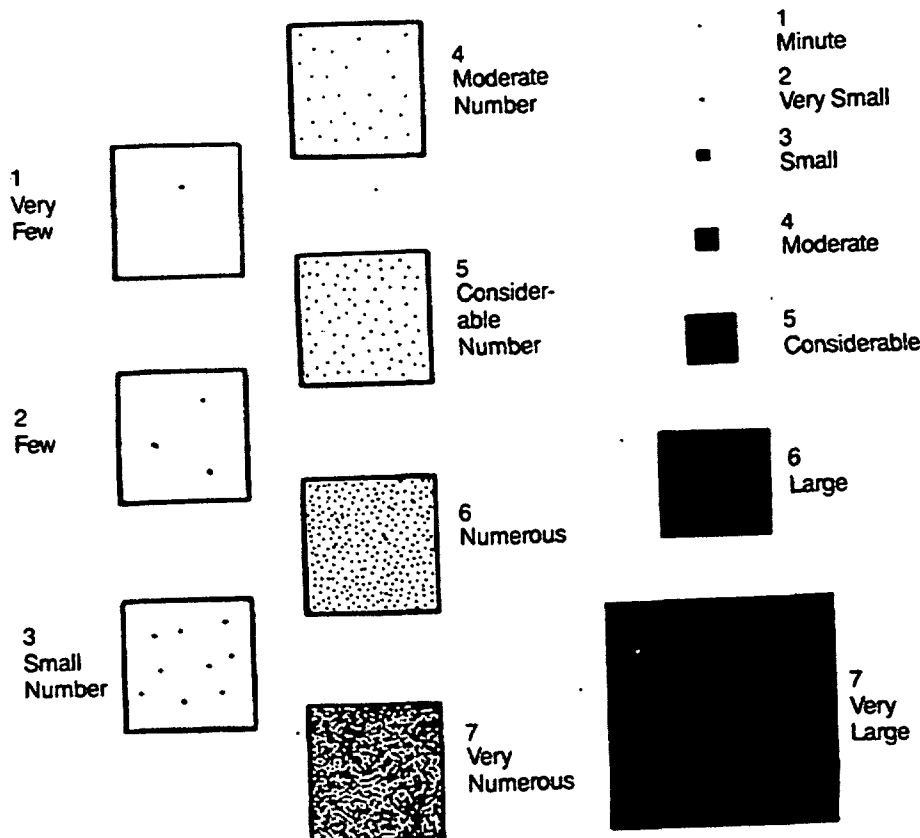 1
Very
Few
2
Few
3
Small
Number
4
Moderate
Number
5
Consider-
able
Number
6
Numerous
7
Very
Numerous
1
Minute
2
Very Small
3
Small
4
Moderate
5
Considerable
6
Large
7
Very
Large